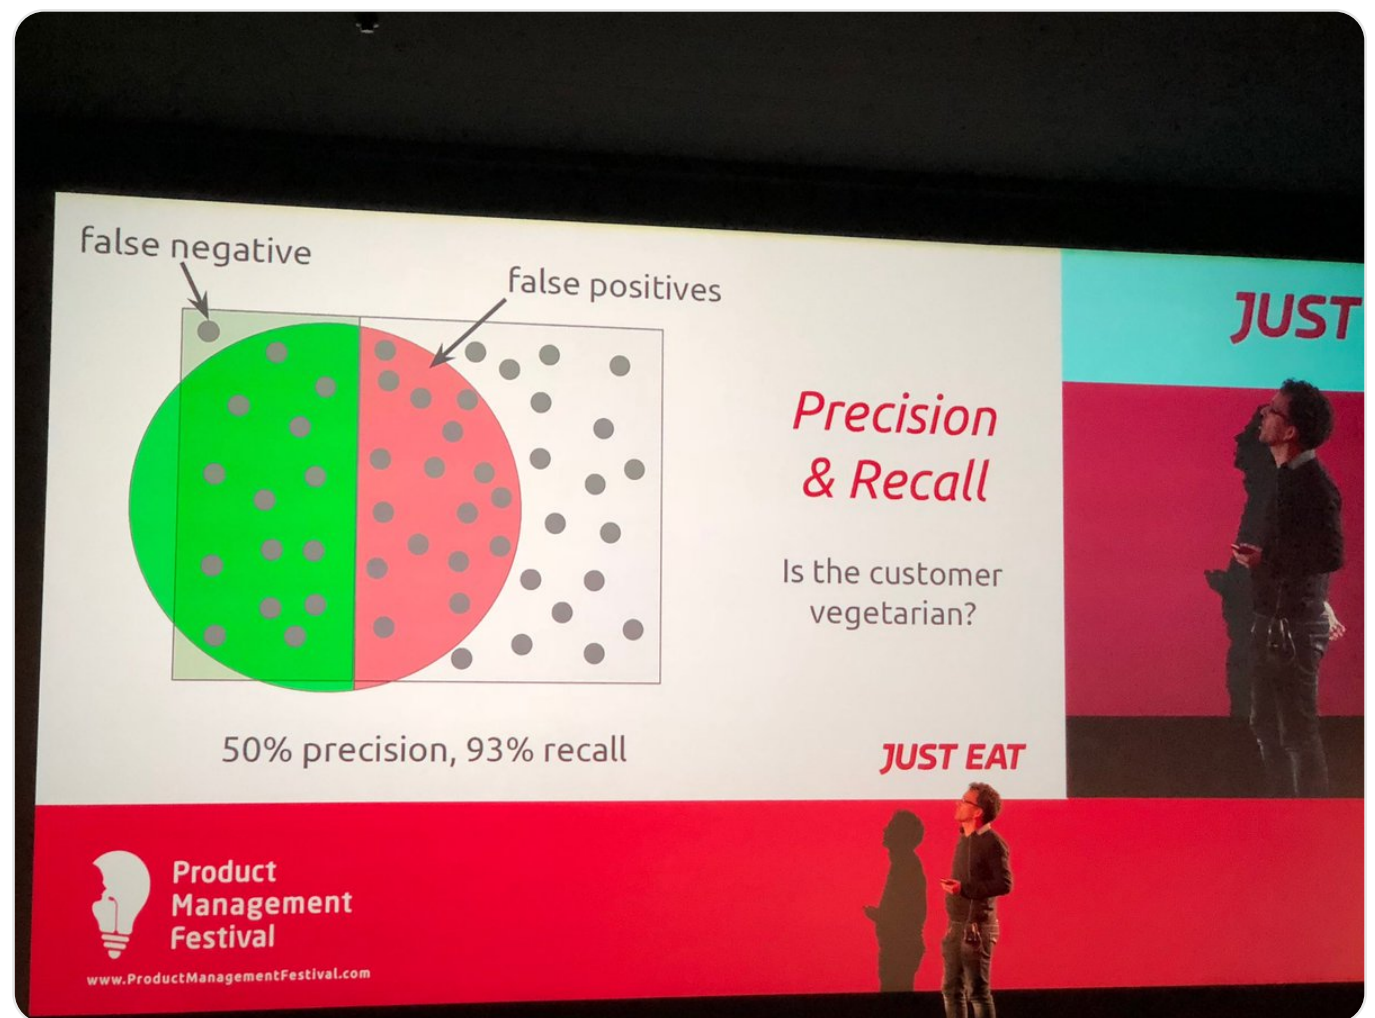 false negative
false positives
Precision
& Recall
Is the customer
vegetarian?
50% precision, 93% recall
JUST EAT
JUST
Product
Management
Festival
www.ProductManagementFestival.com